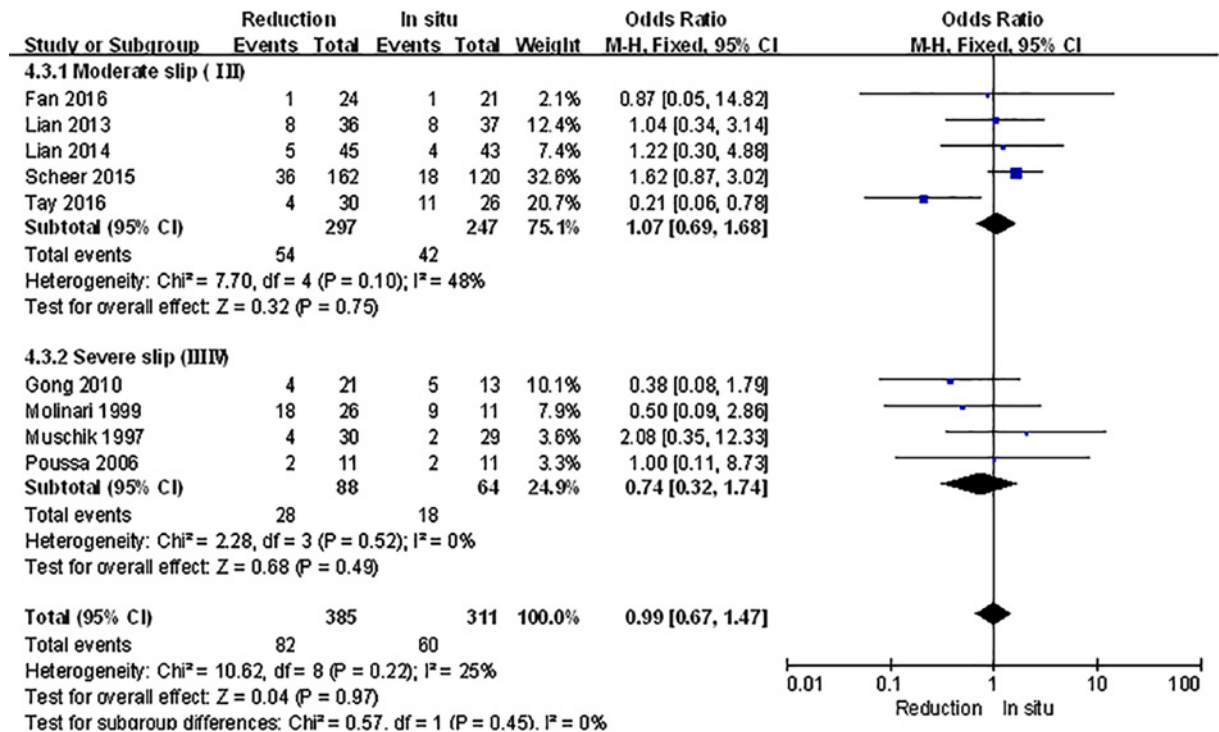 Reduction In situ Odds Ratio Odds Ratio
Study or Subgroup Events Total Events Total Weight M-H, Fixed, 95% CI M-H, Fixed, 95% CI
4.3.1 Moderate slip ( III)
Fan 2016 1 24 1 21 2.1% 0.87 [0.05, 14.82]
Lian 2013 8 36 8 37 12.4% 1.04 [0.34, 3.14]
Lian 2014 5 45 4 43 7.4% 1.22 [0.30, 4.88]
Scheer 2015 36 162 18 120 32.6% 1.62 [0.87, 3.02]
Tay 2016 4 30 11 26 20.7% 0.21 [0.06, 0.78]
Subtotal (95% CI) 297 247 75.1% 1.07 [0.69, 1.68]
Total events 54 42
Heterogeneity: Chi² = 7.70, df = 4 (P = 0.10); I² = 48%
Test for overall effect: Z = 0.32 (P = 0.75)
4.3.2 Severe slip (IIIIV)
Gong 2010 4 21 5 13 10.1% 0.38 [0.08, 1.79]
Molinari 1999 18 26 9 11 7.9% 0.50 [0.09, 2.86]
Muschik 1997 4 30 2 29 3.6% 2.08 [0.35, 12.33]
Poussa 2006 2 11 2 11 3.3% 1.00 [0.11, 8.73]
Subtotal (95% CI) 88 64 24.9% 0.74 [0.32, 1.74]
Total events 28 18
Heterogeneity: Chi² = 2.28, df = 3 (P = 0.52); I² = 0%
Test for overall effect: Z = 0.68 (P = 0.49)
Total (95% CI) 385 311 100.0% 0.99 [0.67, 1.47]
Total events 82 60
Heterogeneity: Chi² = 10.62, df = 8 (P = 0.22); I² = 25%
Test for overall effect: Z = 0.04 (P = 0.97)
Test for subgroup differences: Chi² = 0.57, df = 1 (P = 0.45), I² = 0%
0.01 0.1 1 10 100
Reduction In situ